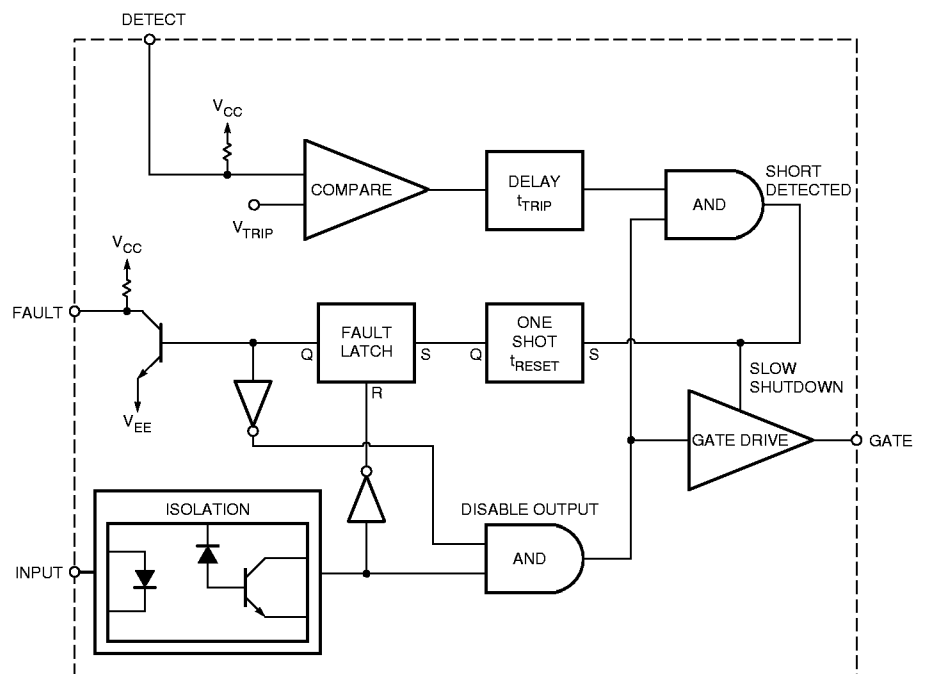 DETECT
VCC
COMPARE
VTRIP
DELAY
tTRIP
AND
SHORT
DETECTED
VCC
FAULT
VEE
Q
FAULT
LATCH
S
R
Q
ONE
SHOT
tRESET
S
SLOW
SHUTDOWN
GATE DRIVE
GATE
ISOLATION
INPUT
DISABLE OUTPUT
AND